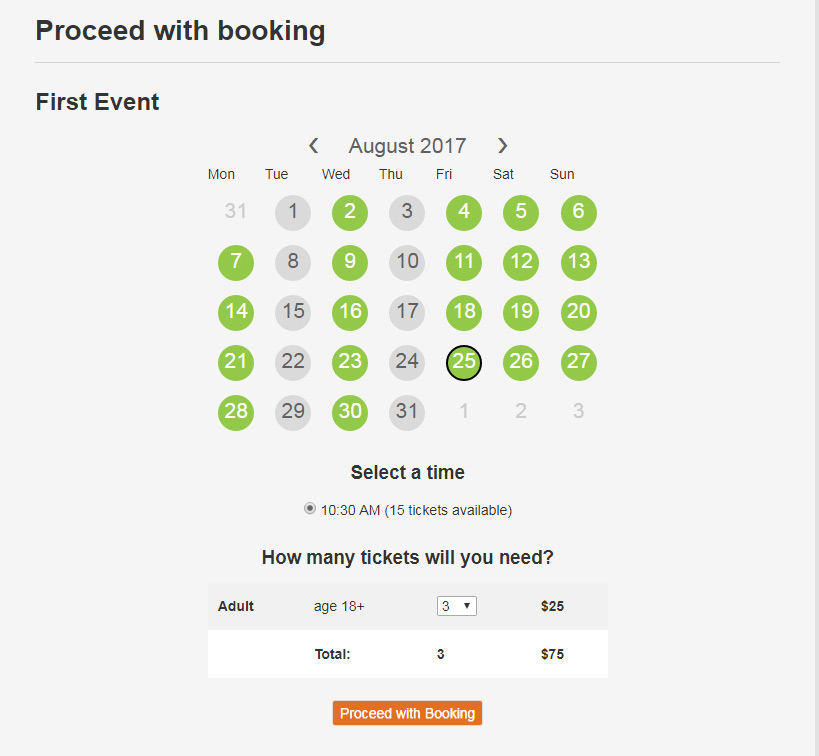 Proceed with booking
First Event
‹ August 2017 ›
Mon Tue Wed Thu Fri Sat Sun
31 1 2 3 4 5 6
7 8 9 10 11 12 13
14 15 16 17 18 19 20
21 22 23 24 25 26 27
28 29 30 31 1 2 3
Select a time
10:30 AM (15 tickets available)
How many tickets will you need?
Adult age 18+ 3 $25
Total: 3 $75
Proceed with Booking